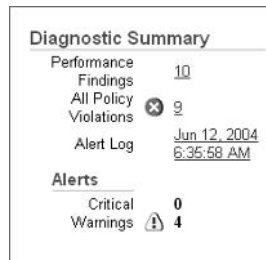 Diagnostic Summary
Performance
Findings 10
All Policy
Violations 9
Alert Log Jun 12, 2004
6:35:58 AM
Alerts
Critical 0
Warnings 4